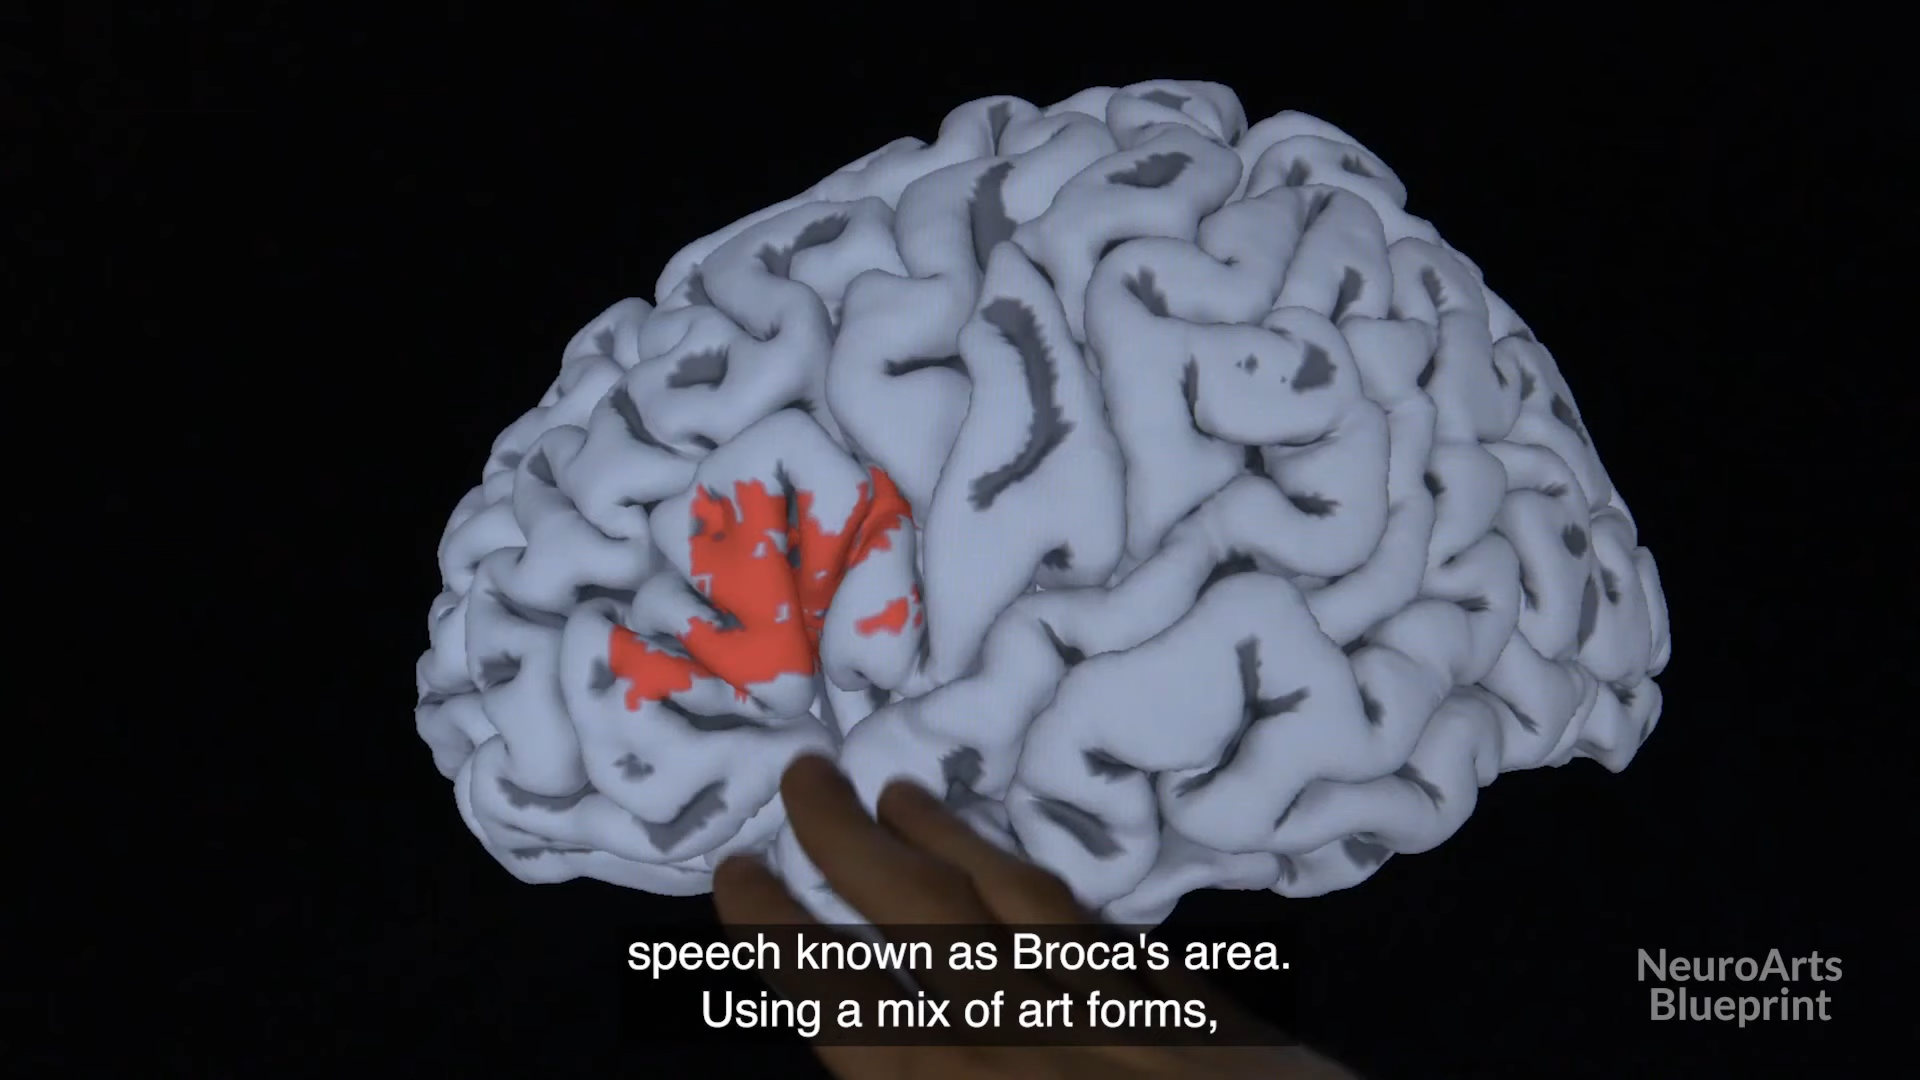 speech known as Broca's area.
Using a mix of art forms,
NeuroArts
Blueprint